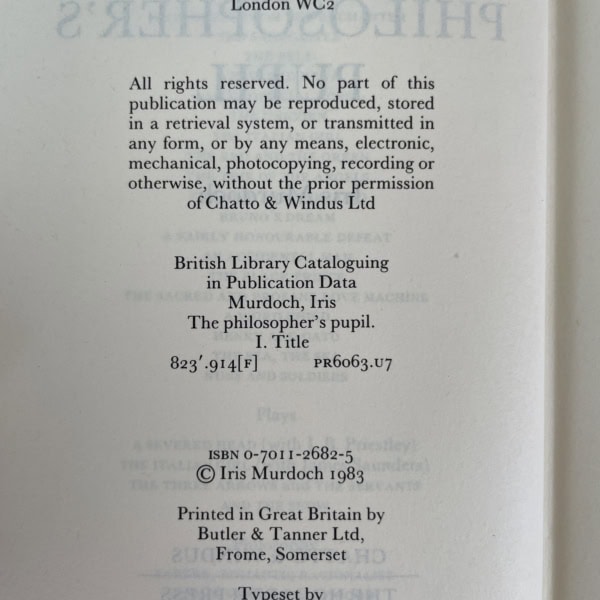 London WC2
All rights reserved. No part of this
publication may be reproduced, stored
in a retrieval system, or transmitted in
any form, or by any means, electronic,
mechanical, photocopying, recording or
otherwise, without the prior permission
of Chatto & Windus Ltd
British Library Cataloguing
in Publication Data
Murdoch, Iris
The philosopher's pupil.
I. Title
823'.914[F] PR6063.U7
ISBN 0-7011-2682-5
© Iris Murdoch 1983
Printed in Great Britain by
Butler & Tanner Ltd,
Frome, Somerset
Typeset by